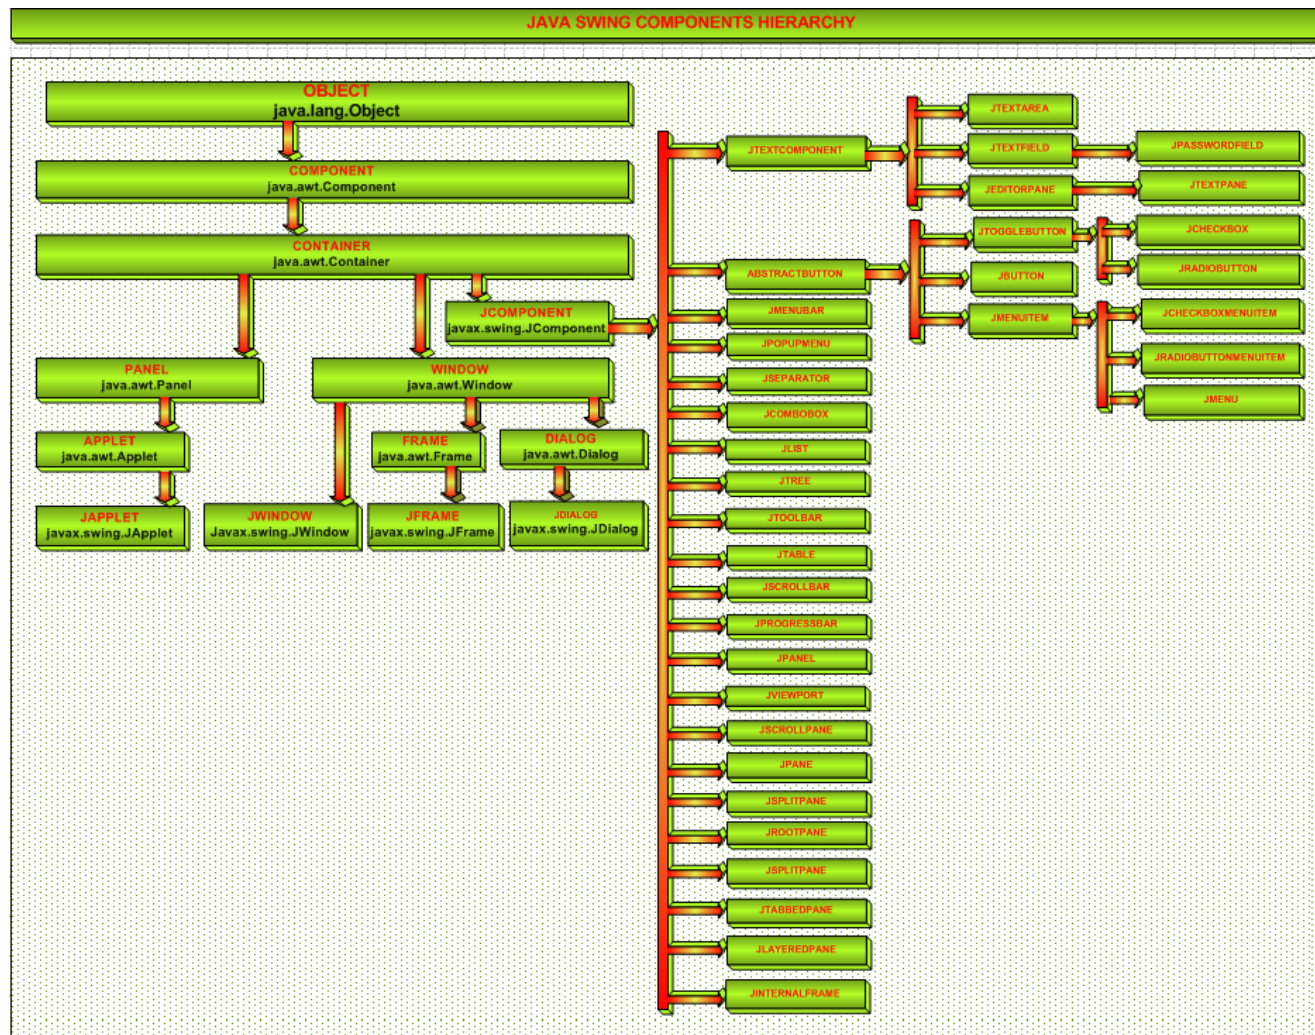 JAVA SWING COMPONENTS HIERARCHY
OBJECT
java.lang.Object
COMPONENT
java.awt.Component
CONTAINER
java.awt.Container
JCOMPONENT
javax.swing.JComponent
PANEL
java.awt.Panel
WINDOW
java.awt.Window
APPLET
java.awt.Applet
FRAME
java.awt.Frame
DIALOG
java.awt.Dialog
JAPPLET
javax.swing.JApplet
JWINDOW
Javax.swing.JWindow
JFRAME
javax.swing.JFrame
JDIALOG
javax.swing.JDialog
JTEXTCOMPONENT
ABSTRACTBUTTON
JMENUBAR
JPOPUPMENU
JSEPARATOR
JCOMBOBOX
JLIST
JTREE
JTOOLBAR
JTABLE
JSCROLLBAR
JPROGRESSBAR
JPANEL
JVIEWPORT
JSCROLLPANE
JPANE
JSPLITPANE
JROOTPANE
JSPLITPANE
JTABBEDPANE
JLAYEREDPANE
JINTERNALFRAME
JTEXTAREA
JTEXTFIELD
JEDITORPANE
JTOGGLEBUTTON
JBUTTON
JMENUITEM
JPASSWORDFIELD
JTEXTPANE
JCHECKBOX
JRADIOBUTTON
JCHECKBOXMENUITEM
JRADIOBUTTONMENUITEM
JMENU